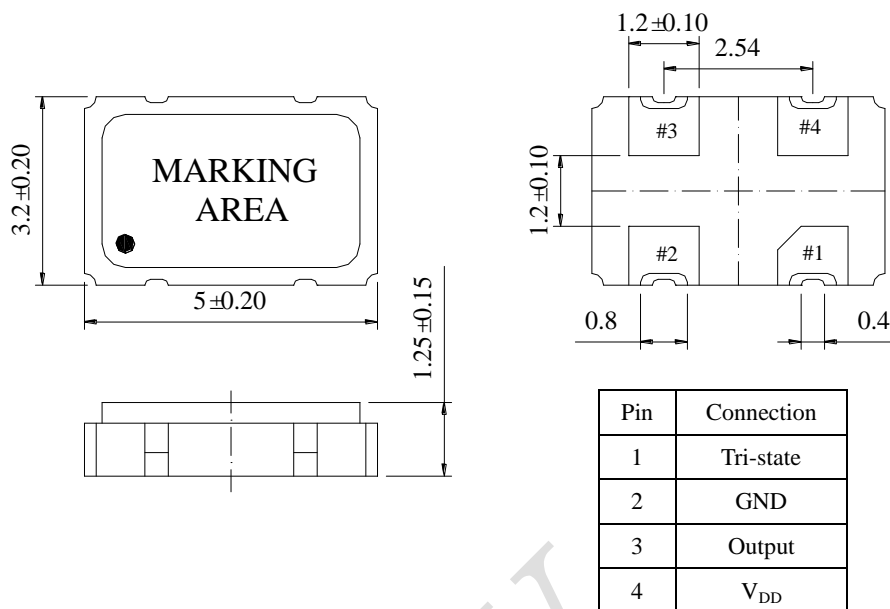 1.2±0.10
2.54
3.2±0.20
MARKING
AREA
#3
#4
1.2±0.10
#2
#1
5±0.20
1.25±0.15
0.8
0.4
Pin Connection
1 Tri-state
2 GND
3 Output
4 V_DD